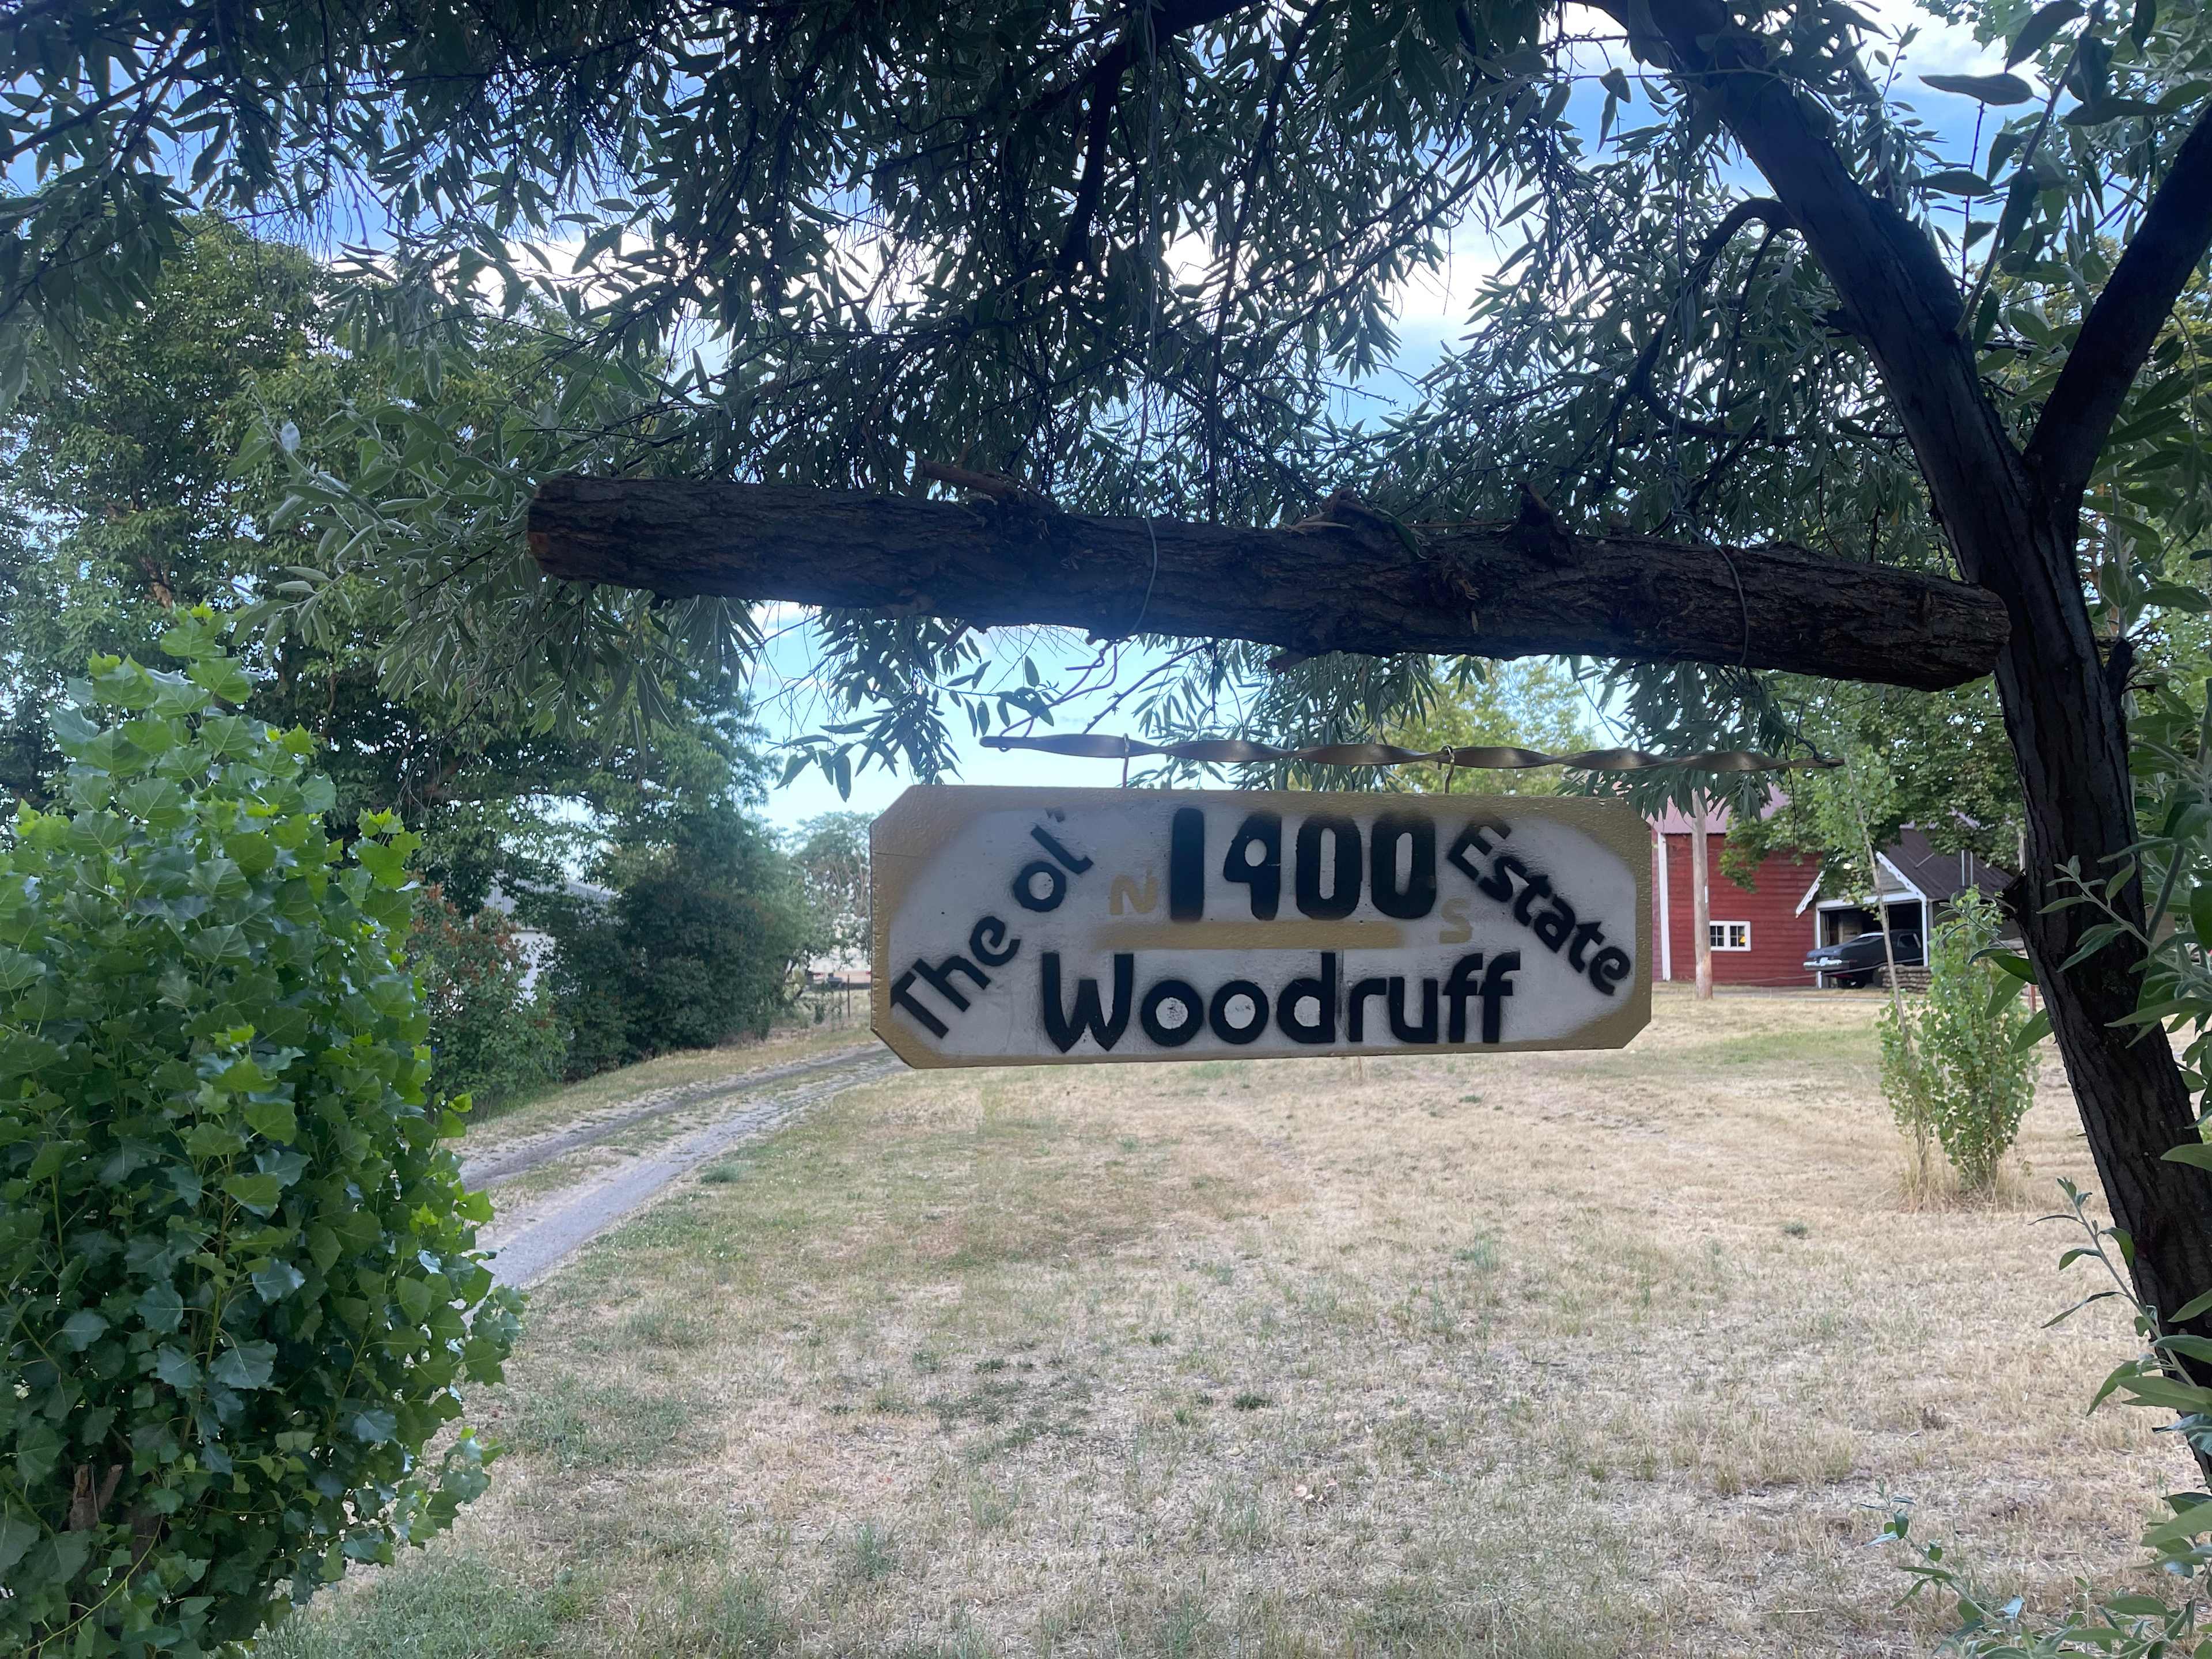 The ol' N' 1900 S Estate
Woodruff